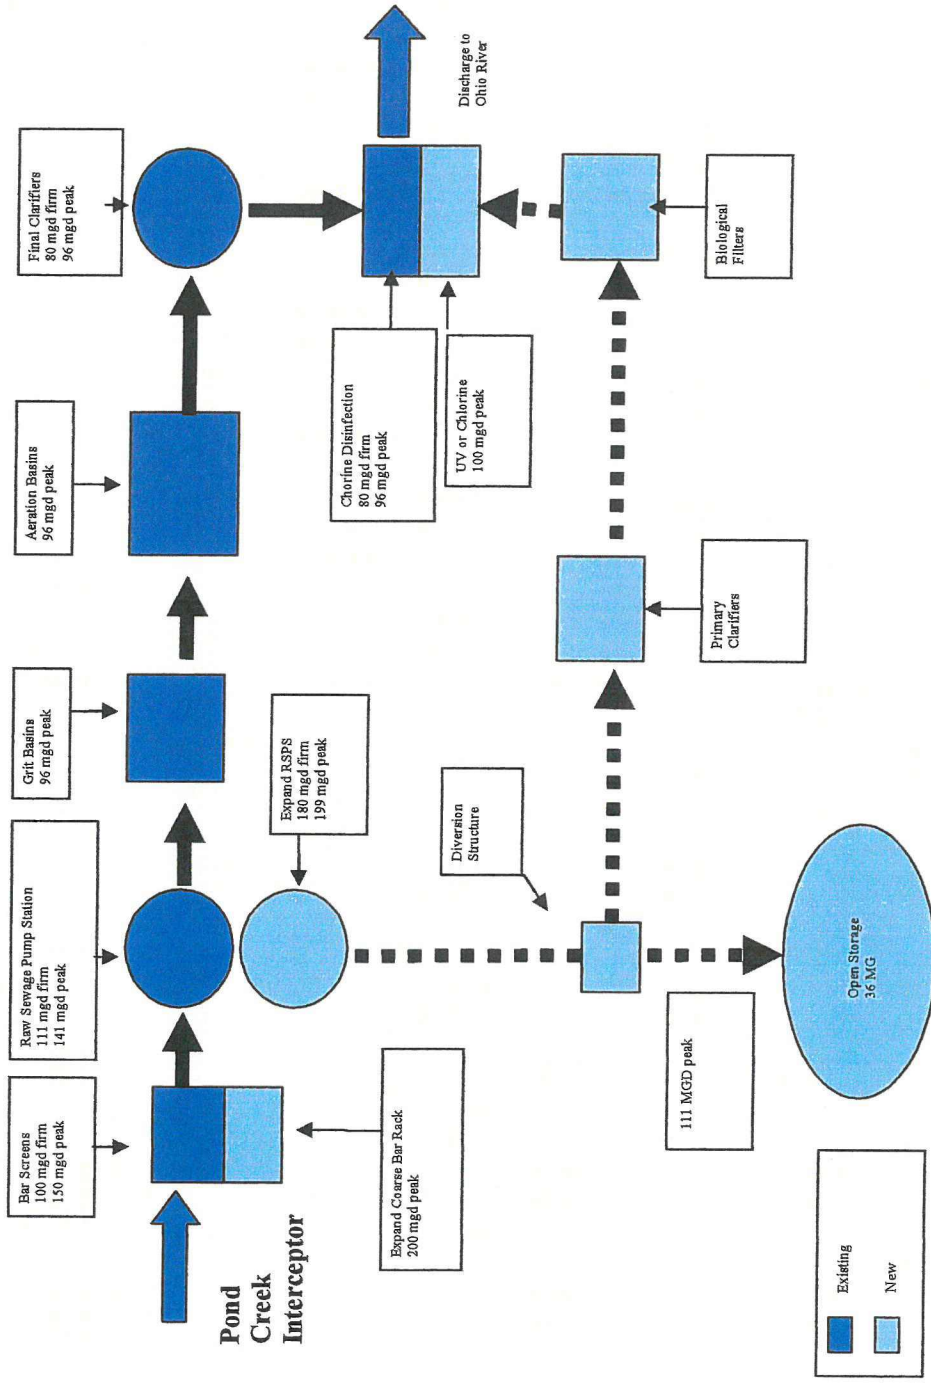 Bar Screens
100 mgd firm
150 mgd peak
Raw Sewage Pump Station
111 mgd firm
141 mgd peak
Grit Basins
96 mgd peak
Aeration Basins
96 mgd peak
Final Clarifiers
80 mgd firm
96 mgd peak
Pond
Creek
Interceptor
Expand Coarse Bar Rack
200 mgd peak
Expand RSPS
180 mgd firm
199 mgd peak
Chorine Disinfection
80 mgd firm
96 mgd peak
UV or Chlorine
100 mgd peak
Discharge to
Ohio River
Diversion
Structure
Primary
Clarifiers
Biological
Filters
111 MGD peak
Open Storage
36 MG
Existing
New